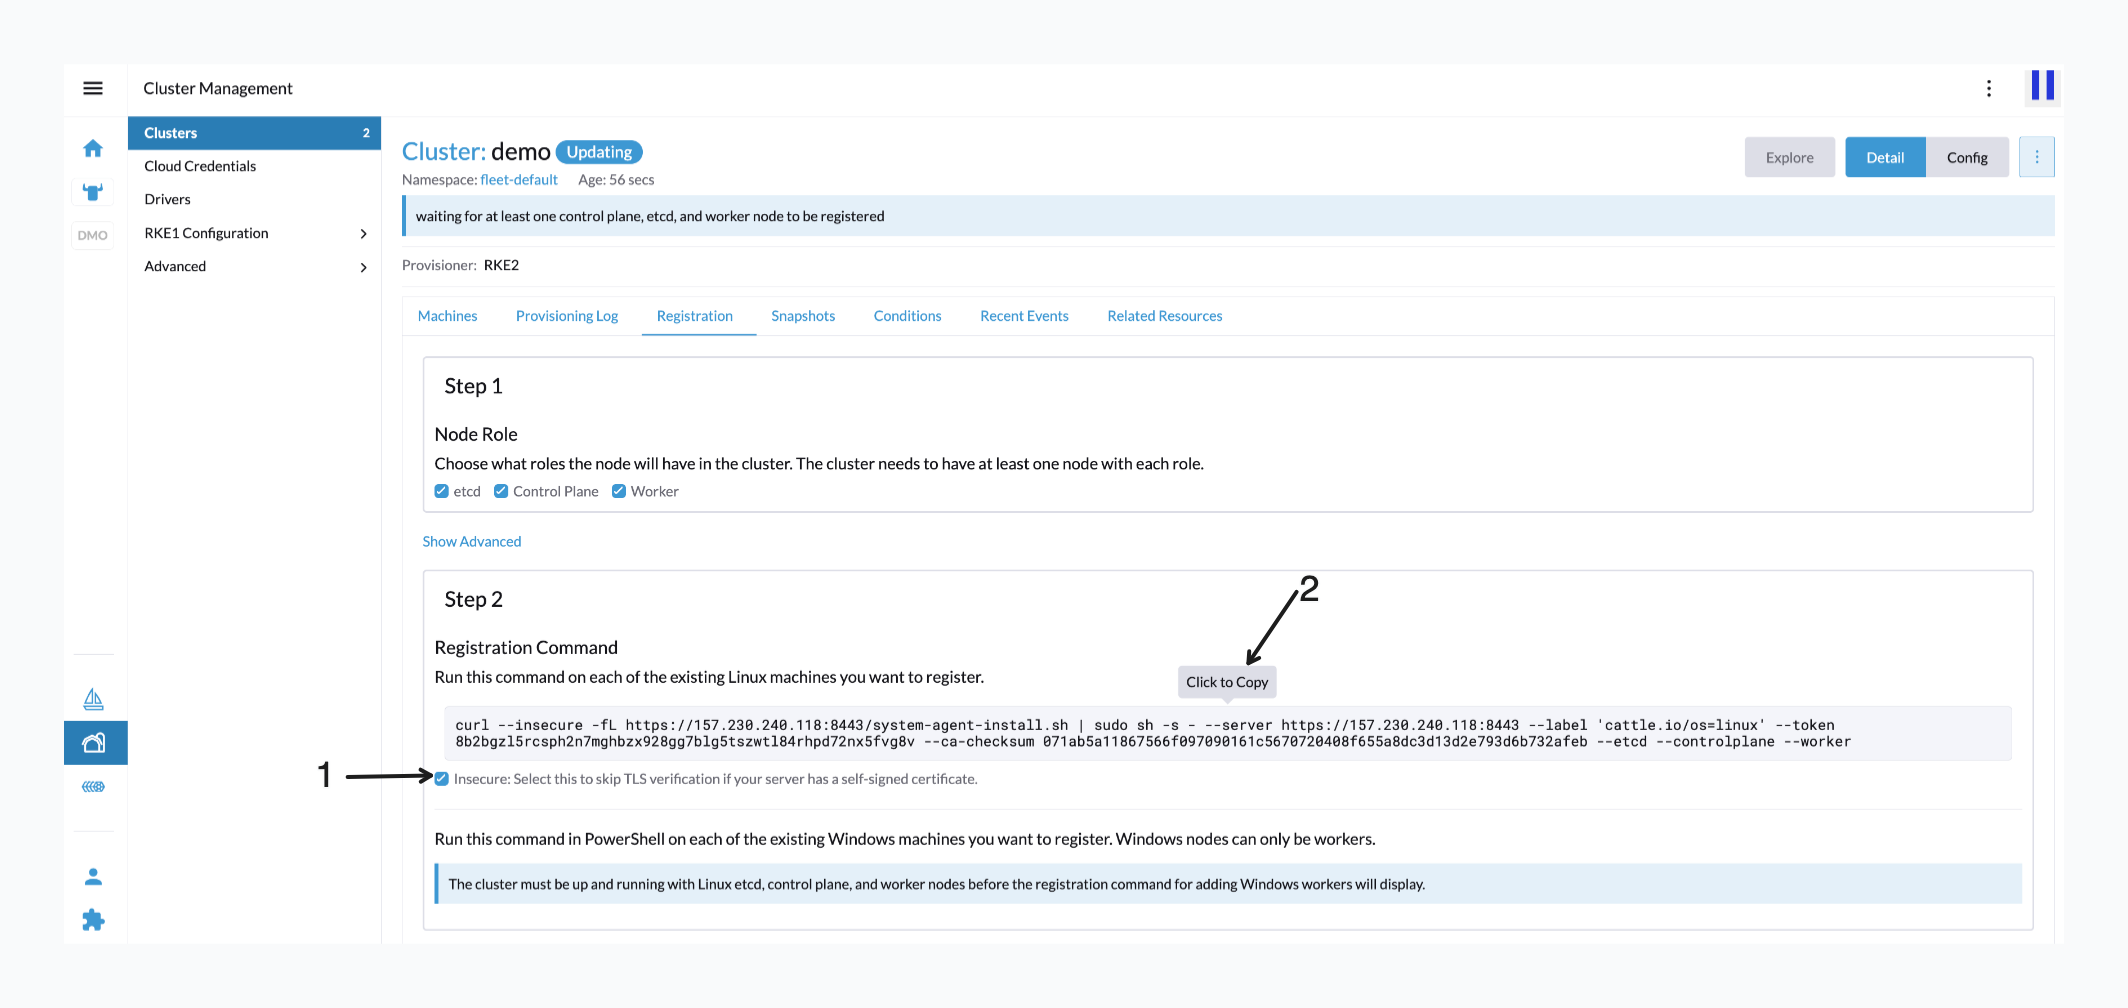 Cluster Management
Clusters 2
Cloud Credentials
Drivers
RKE1 Configuration
Advanced
DMO
Cluster: demo Updating
Namespace: fleet-default Age: 56 secs
Explore Detail Config
waiting for at least one control plane, etcd, and worker node to be registered
Provisioner: RKE2
Machines Provisioning Log Registration Snapshots Conditions Recent Events Related Resources
Step 1
Node Role
Choose what roles the node will have in the cluster. The cluster needs to have at least one node with each role.
etcd Control Plane Worker
Show Advanced
Step 2
2
Registration Command
Run this command on each of the existing Linux machines you want to register.
Click to Copy
curl --insecure -fL https://157.230.240.118:8443/system-agent-install.sh | sudo sh -s - --server https://157.230.240.118:8443 --label 'cattle.io/os=linux' --token
8b2bgzl5rcsph2n7mghbzx928gg7blg5tszwtl84rhpd72nx5fvg8v --ca-checksum 071ab5a11867566f097090161c5670720408f655a8dc3d13d2e793d6b732afeb --etcd --controlplane --worker
1
Insecure: Select this to skip TLS verification if your server has a self-signed certificate.
Run this command in PowerShell on each of the existing Windows machines you want to register. Windows nodes can only be workers.
The cluster must be up and running with Linux etcd, control plane, and worker nodes before the registration command for adding Windows workers will display.